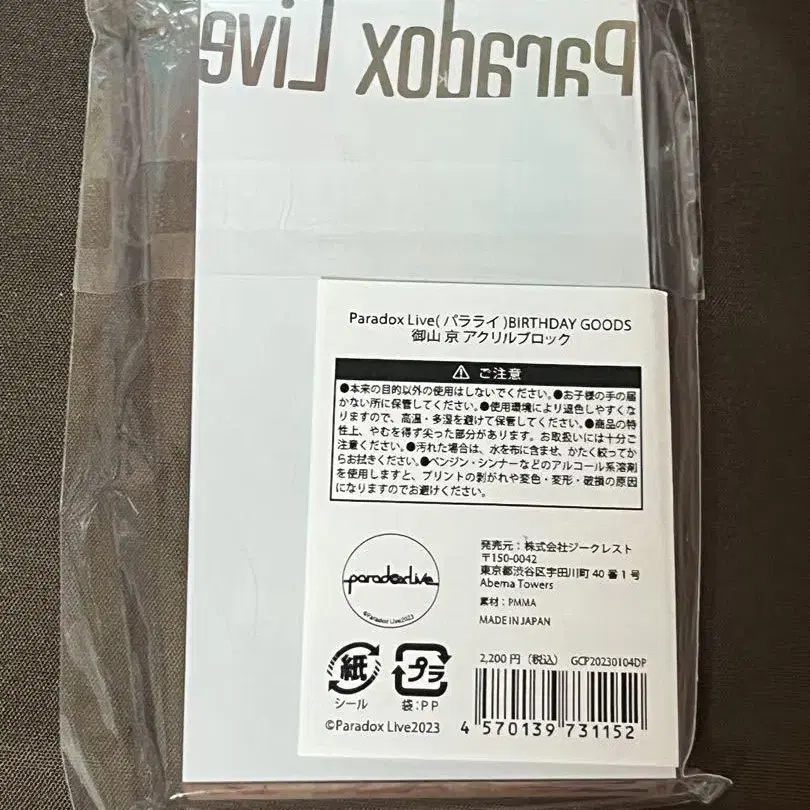 Paradox Live
Paradox Live(パラライ)BIRTHDAY GOODS
御山 京 アクリルブロック
⚠ ご注意
●本来の目的以外の使用はしないでください。●お子様の手の届
かない所に保管してください。●使用環境により退色しやすくな
りますので、高温・多湿を避けて保管してください。●商品の特
性上、やむを得ず尖った部分があります。お取扱いには十分ご
注意ください。●汚れた場合は、水を布に含ませ、かたく絞ってか
らお拭きください。●ベンジン・シンナーなどのアルコール系溶剤
を使用しますと、プリントの剥がれや変色・変形・破損の原因
になりますのでお避けください。
paradoxlive
©Paradox Live2023
発売元：株式会社ジークレスト
〒150-0042
東京都渋谷区宇田川町 40 番 1 号
Abema Towers
素材：PMMA
MADE IN JAPAN
紙
シール
プラ
袋:PP
©Paradox Live2023
2,200 円（税込） GCP20230104DP
4 570139 731152